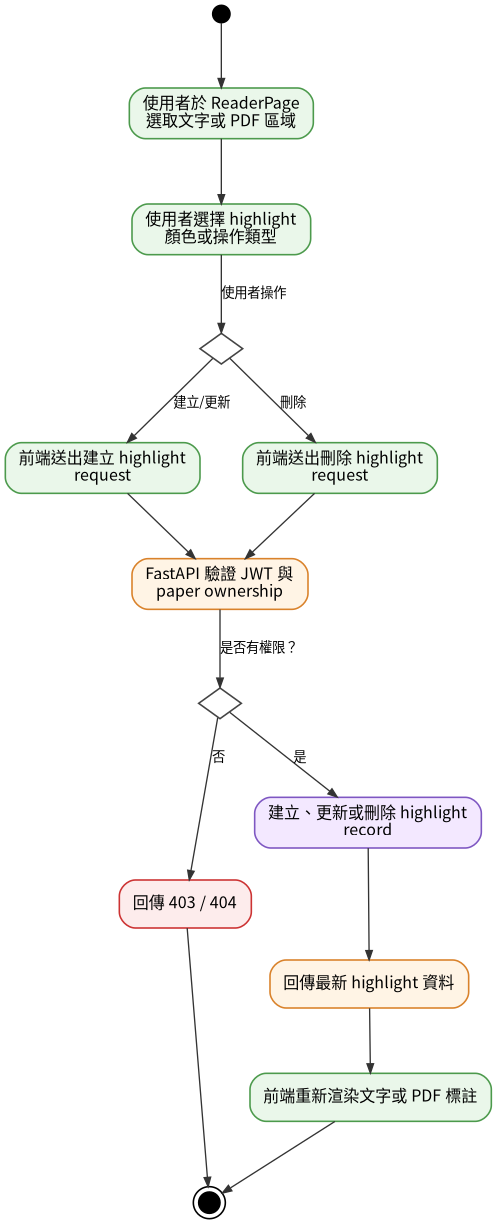 使用者於 ReaderPage
選取文字或 PDF 區域
使用者選擇 highlight
顏色或操作類型
使用者操作
建立/更新
刪除
前端送出建立 highlight
request
前端送出刪除 highlight
request
FastAPI 驗證 JWT 與
paper ownership
是否有權限？
否
是
建立、更新或刪除 highlight
record
回傳 403 / 404
回傳最新 highlight 資料
前端重新渲染文字或 PDF 標註